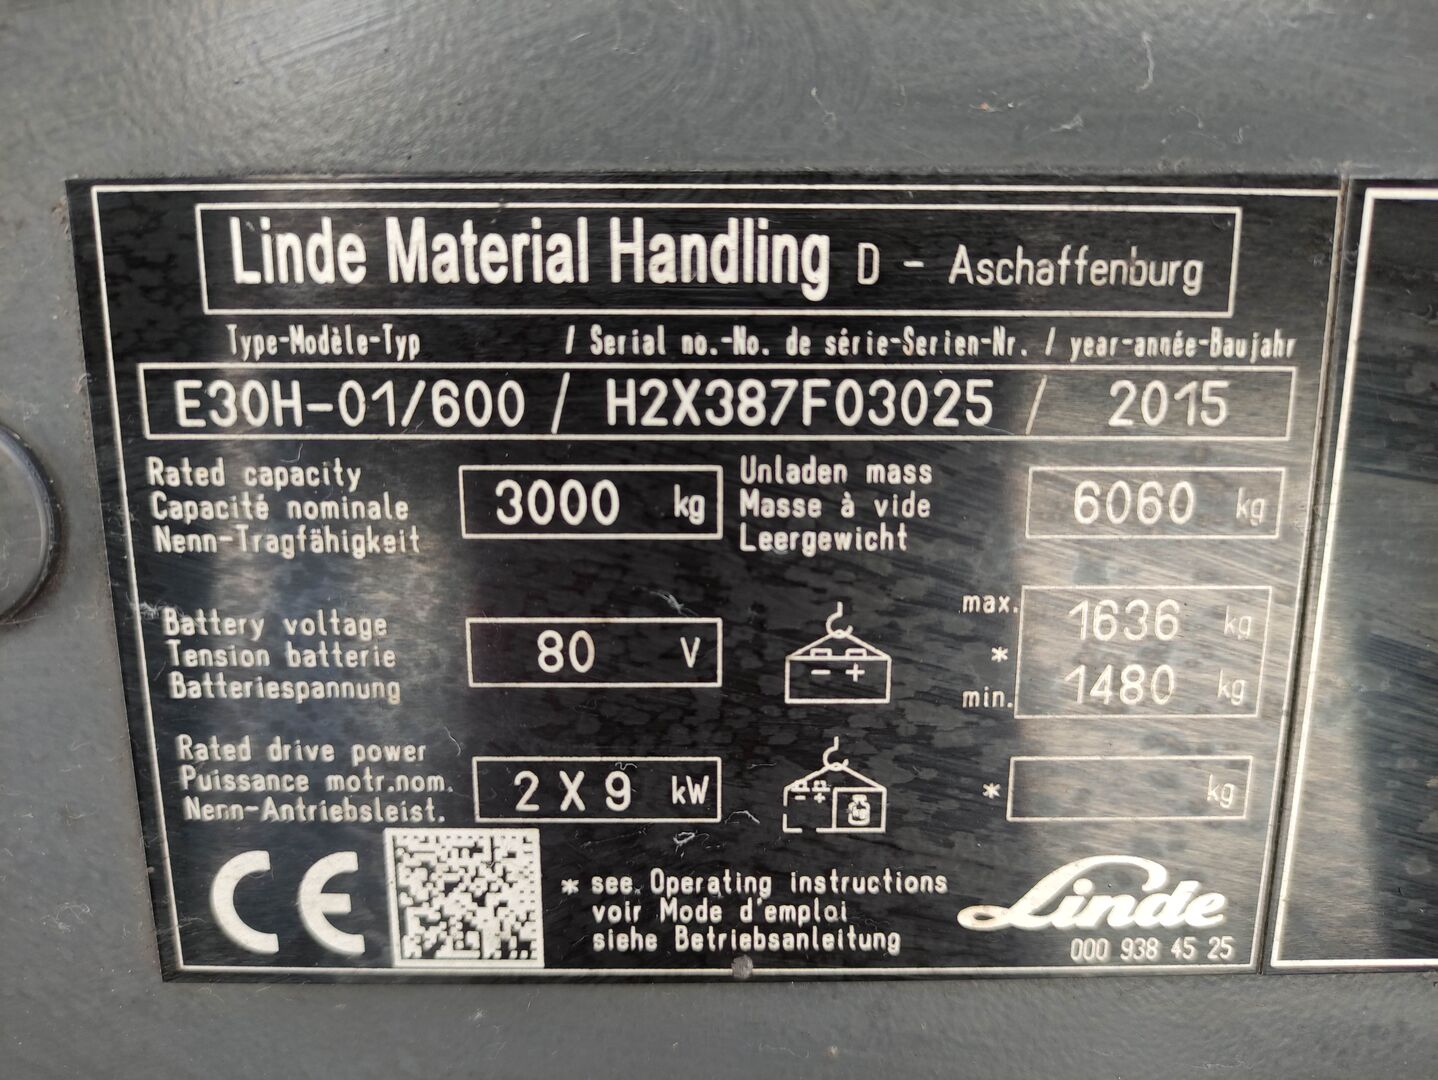 Linde Material Handling D - Aschaffenburg
Type-Modèle-Typ / Serial no.-No. de série-Serien-Nr. / year-année-Baujahr
E30H-01/600 / H2X387F03025 / 2015
Rated capacity
Capacité nominale
Nenn-Tragfähigkeit
3000 kg
Unladen mass
Masse à vide
Leergewicht
6060 kg
Battery voltage
Tension batterie
Batteriespannung
80 V
- +
max. 1636 kg
*
min. 1480 kg
Rated drive power
Puissance motr.nom.
Nenn-Antriebsleist.
2 X 9 kW
- +
kg
* kg
CE
* see Operating instructions
voir Mode d'emploi
siehe Betriebsanleitung
Linde
000 938 45 25